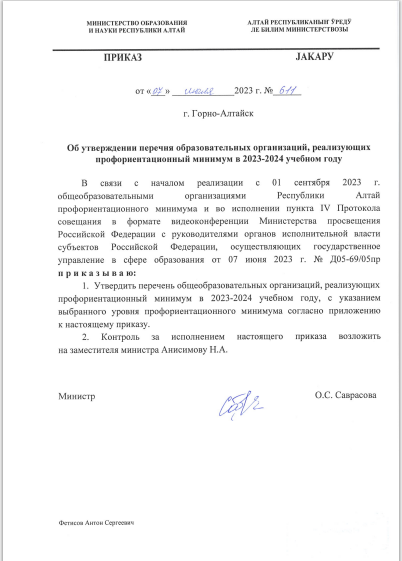 МИНИСТЕРСТВО ОБРАЗОВАНИЯ
И НАУКИ РЕСПУБЛИКИ АЛТАЙ
АЛТАЙ РЕСПУБЛИКАНЫҤ ӰРЕДӰ
ЛЕ БИЛИМ МИНИСТЕРСТВОЗЫ
ПРИКАЗ
JАКАРУ
от «07» июля 2023 г. № 611
г. Горно-Алтайск
Об утверждении перечня образовательных организаций, реализующих
профориентационный минимум в 2023-2024 учебном году
В связи с началом реализации с 01 сентября 2023 г.
общеобразовательными организациями Республики Алтай
профориентационного минимума и во исполнении пункта IV Протокола
совещания в формате видеоконференции Министерства просвещения
Российской Федерации с руководителями органов исполнительной власти
субъектов Российской Федерации, осуществляющих государственное
управление в сфере образования от 07 июня 2023 г. № Д05-69/05пр
п р и к а з ы в а ю:
1. Утвердить перечень общеобразовательных организаций, реализующих
профориентационный минимум в 2023-2024 учебном году, с указанием
выбранного уровня профориентационного минимума согласно приложению
к настоящему приказу.
2. Контроль за исполнением настоящего приказа возложить
на заместителя министра Анисимову Н.А.
Министр
О.С. Саврасова
Фетисов Антон Сергеевич